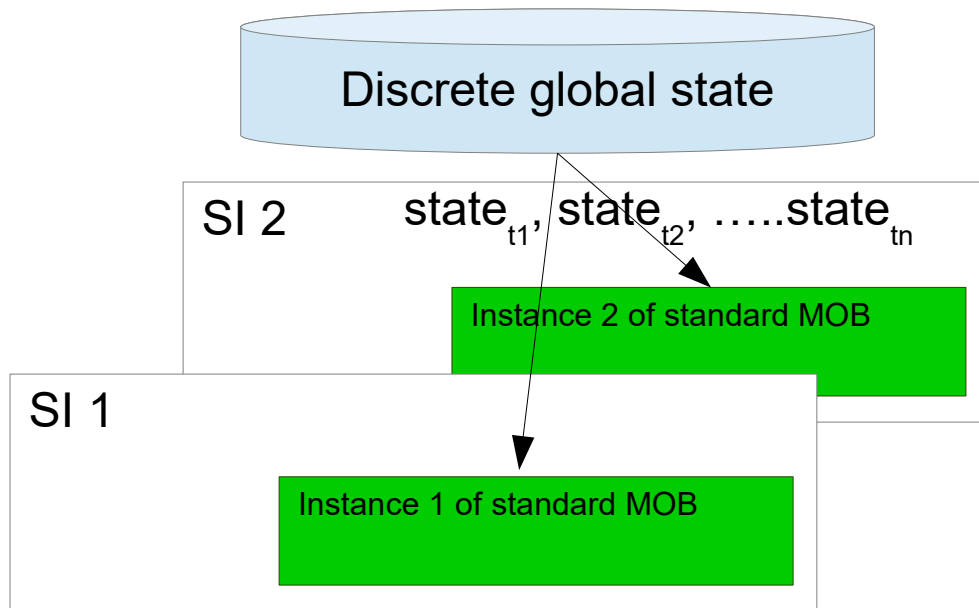 Discrete global state
SI 2
state_t1, state_t2, …..state_tn
Instance 2 of standard MOB
SI 1
Instance 1 of standard MOB